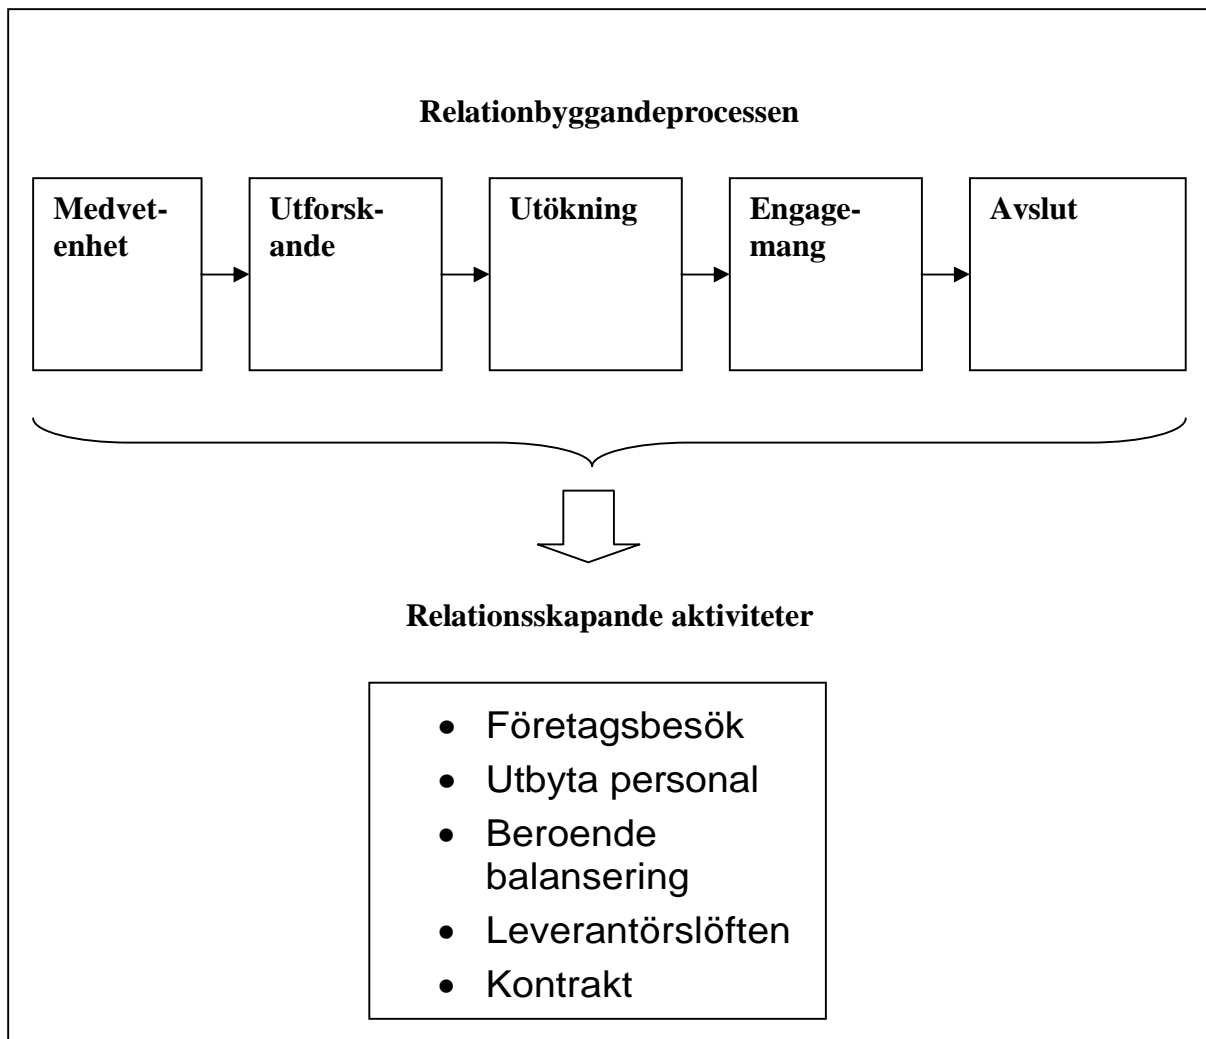 Relationbyggandeprocessen
Medvet-
enhet
Utforsk-
ande
Utökning
Engage-
mang
Avslut
Relationsskapande aktiviteter
• Företagsbesök
• Utbyta personal
• Beroende
balansering
• Leverantörslöften
• Kontrakt